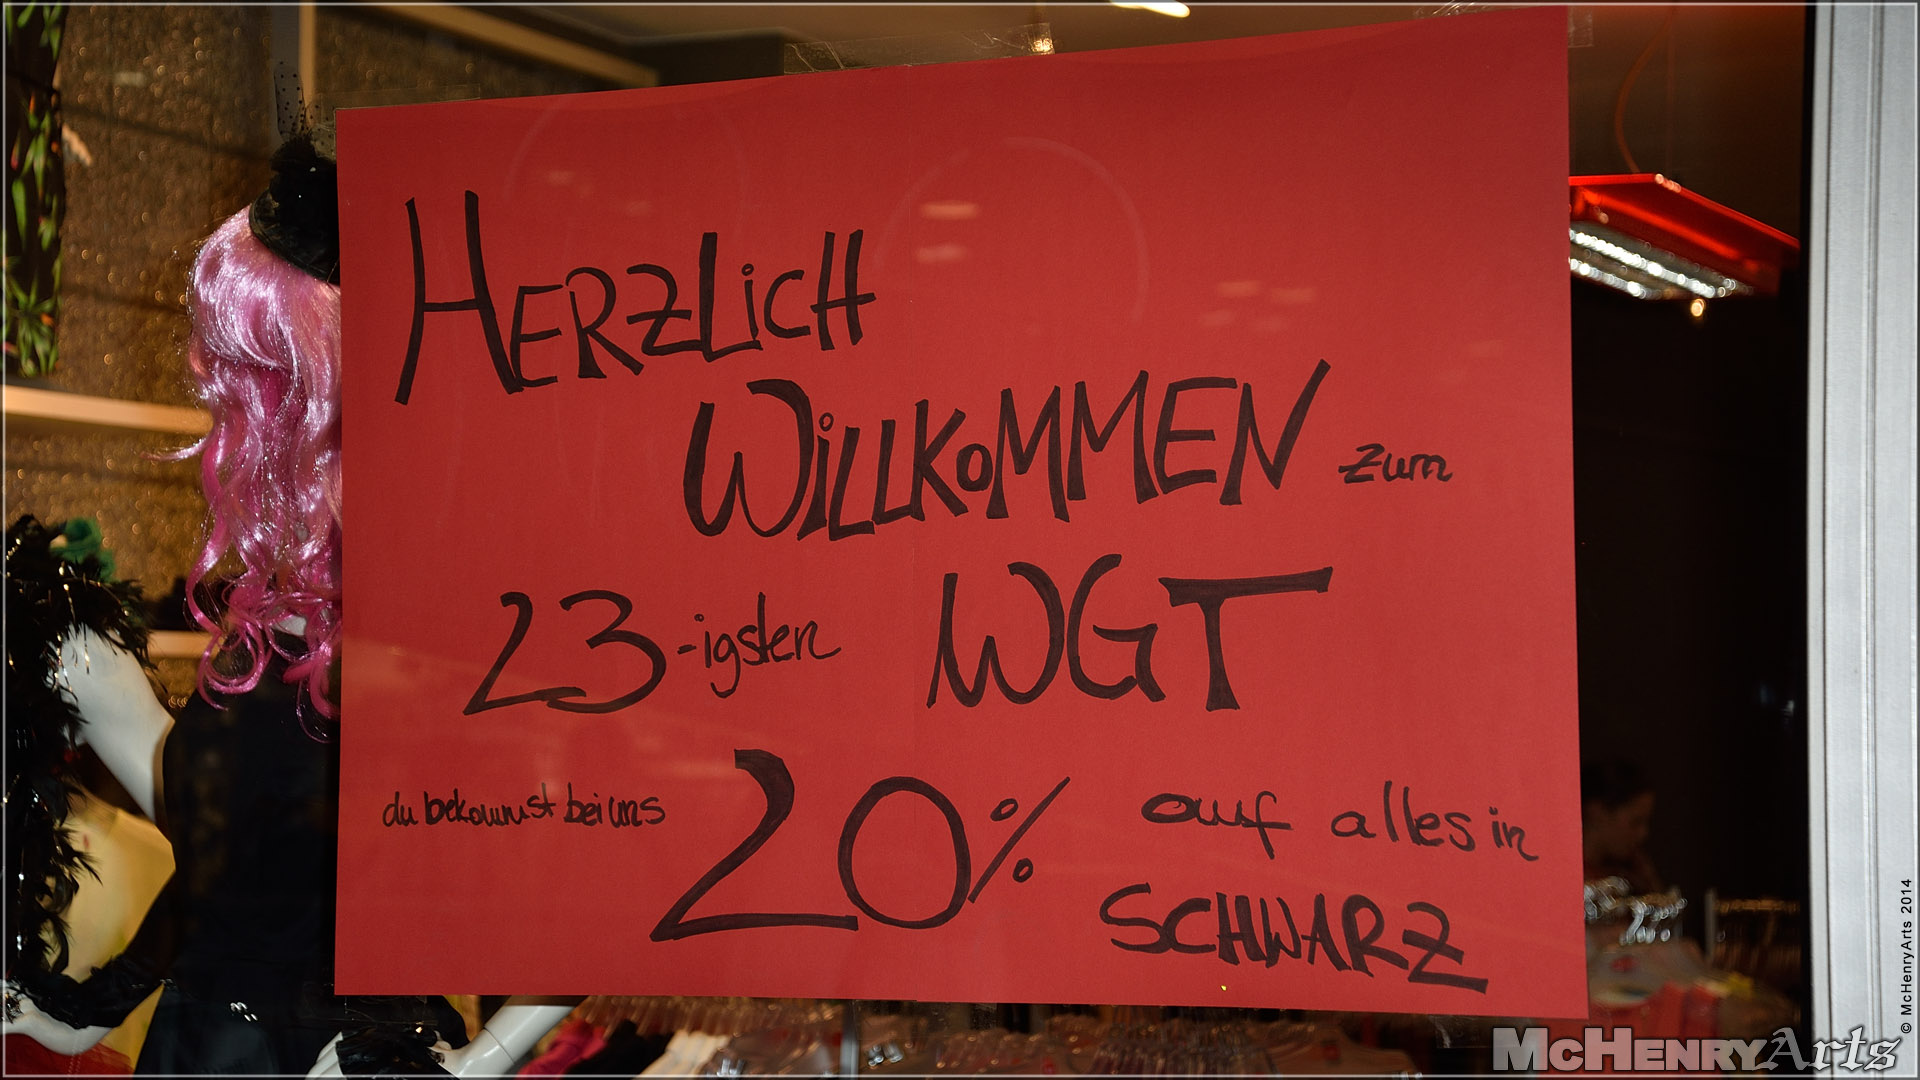 HERZLiCH
WiLLKoMMEN zum
23-igsten WGT
du bekommst bei uns 20% auf alles in
SCHWARZ
© McHenryArts 2014
McHenryArts